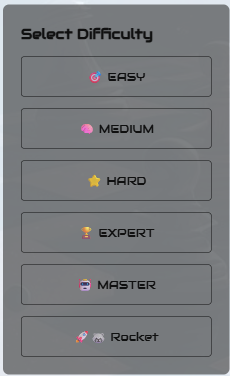 Select Difficulty
🎯 EASY
🧠 MEDIUM
⭐ HARD
🏆 EXPERT
🤖 MASTER
🚀 🦝 Rocket